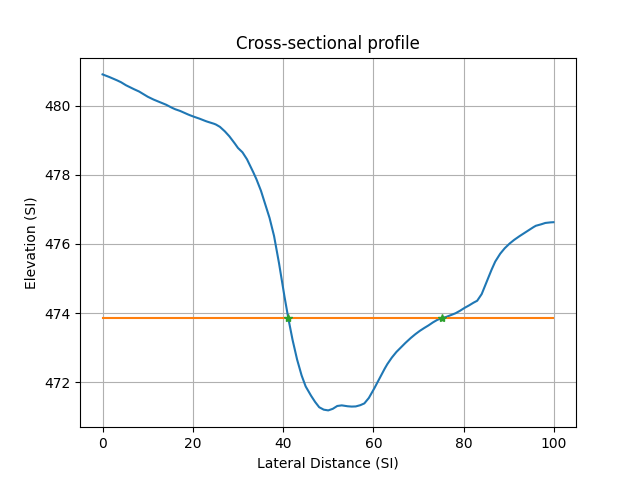 Cross-sectional profile
Elevation (SI)
480
478
476
474
472
0 20 40 60 80 100
Lateral Distance (SI)